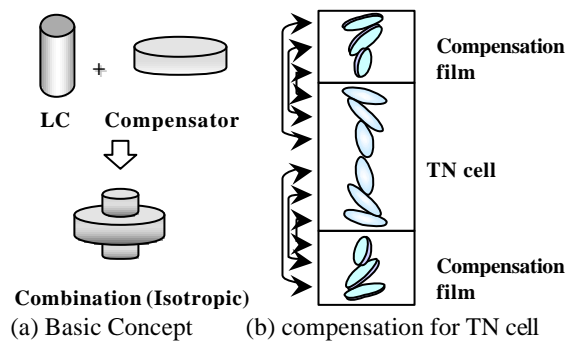 +
LC
Compensator
Combination (Isotropic)
(a) Basic Concept
Compensation
film
TN cell
Compensation
film
(b) compensation for TN cell